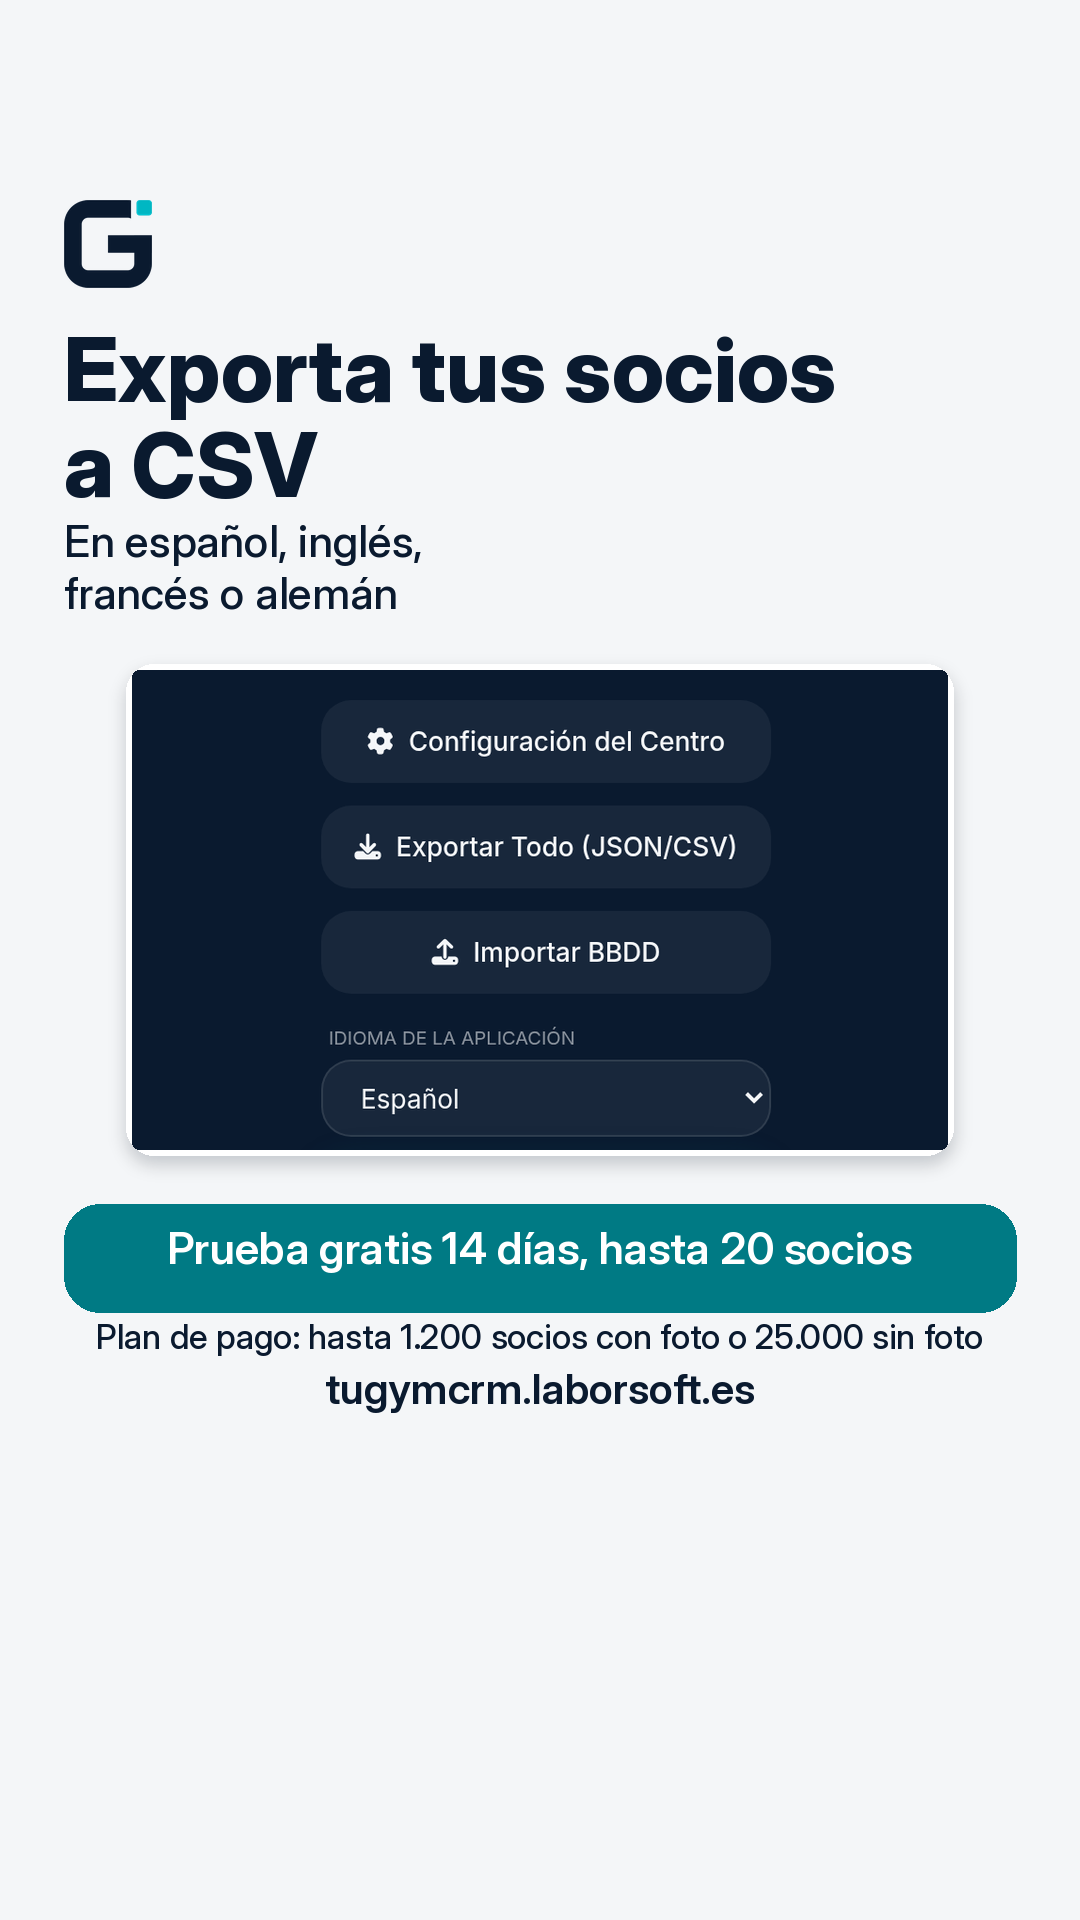 Exporta tus socios
a CSV
En español, inglés,
francés o alemán
Configuración del Centro
Exportar Todo (JSON/CSV)
Importar BBDD
IDIOMA DE LA APLICACIÓN
Español
Prueba gratis 14 días, hasta 20 socios
Plan de pago: hasta 1.200 socios con foto o 25.000 sin foto
tugymcrm.laborsoft.es